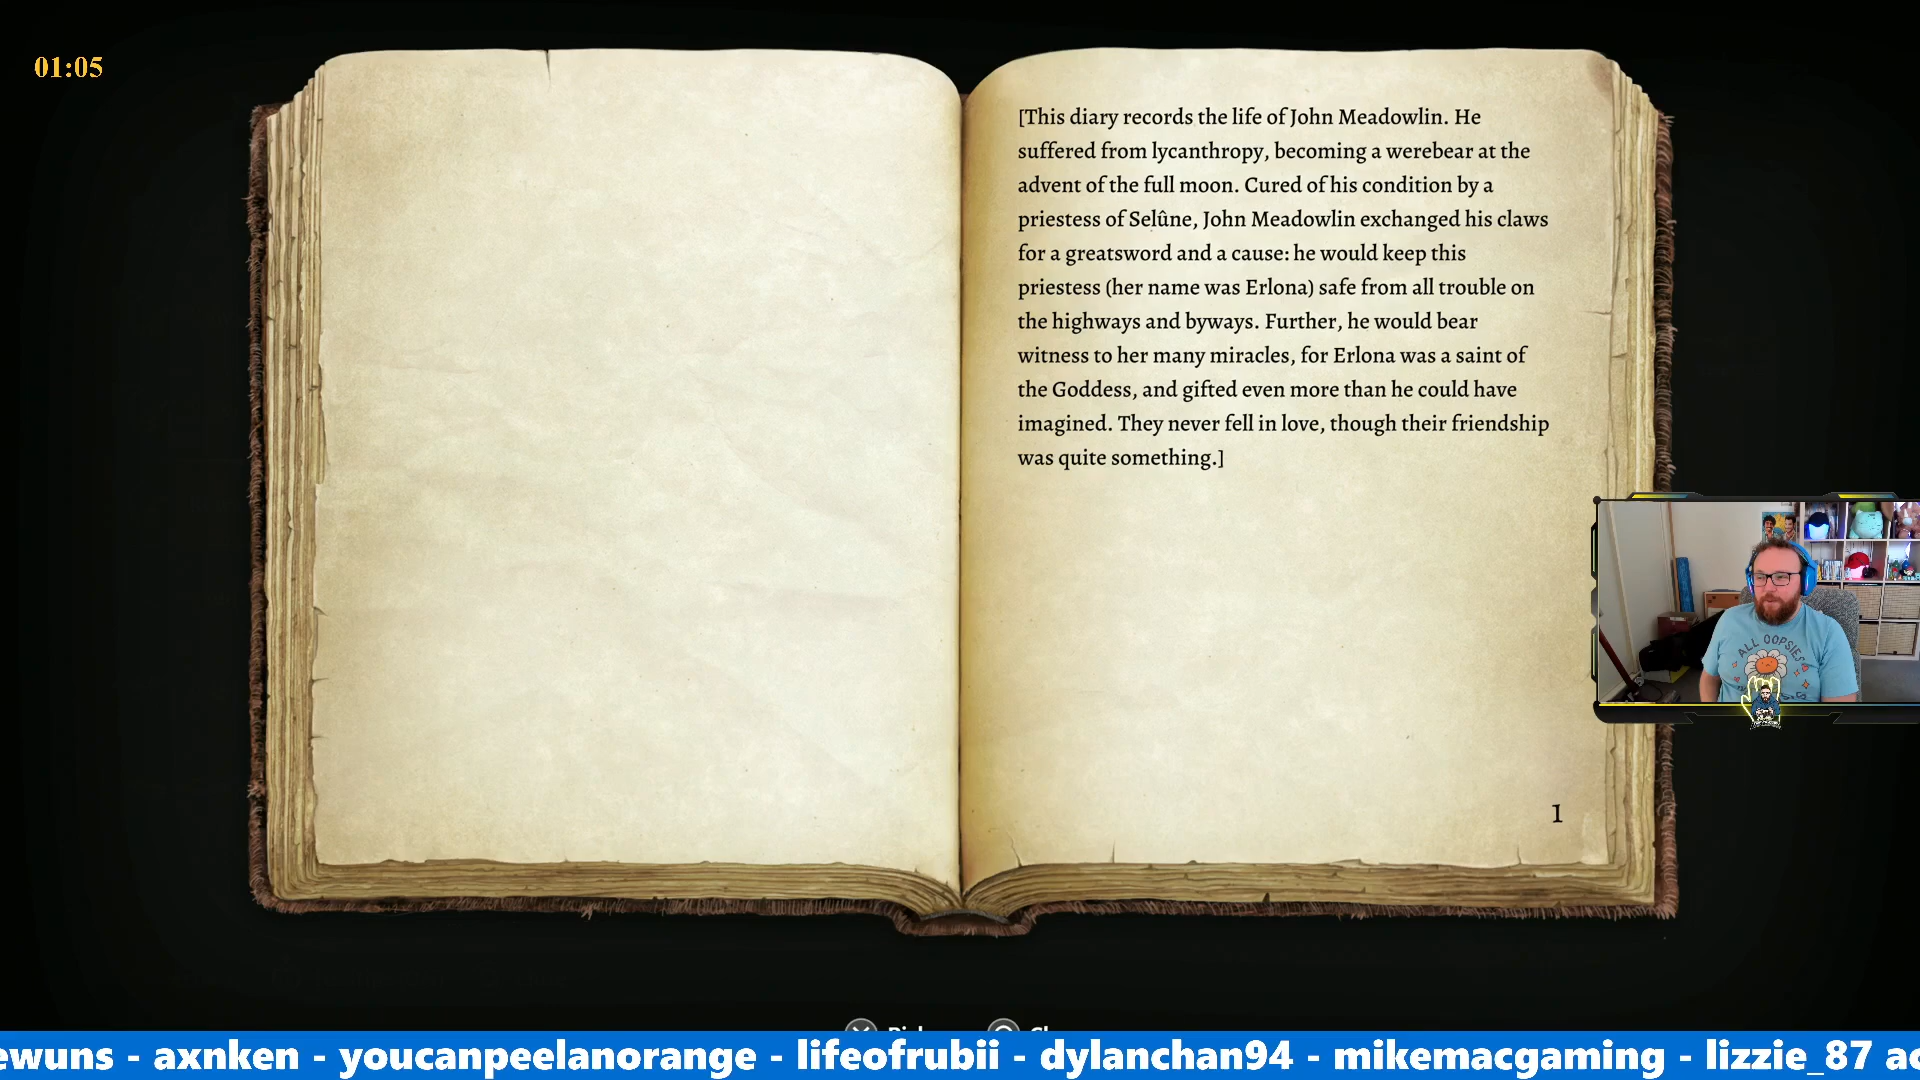 01:05
[This diary records the life of John Meadowlin. He
suffered from lycanthropy, becoming a werebear at the
advent of the full moon. Cured of his condition by a
priestess of Selûne, John Meadowlin exchanged his claws
for a greatsword and a cause: he would keep this
priestess (her name was Erlona) safe from all trouble on
the highways and byways. Further, he would bear
witness to her many miracles, for Erlona was a saint of
the Goddess, and gifted even more than he could have
imagined. They never fell in love, though their friendship
was quite something.]
1
ALL OOPSIES
ewuns - axnken - youcanpeelanorange - lifeofrubii - dylanchan94 - mikemacgaming - lizzie_87 ac